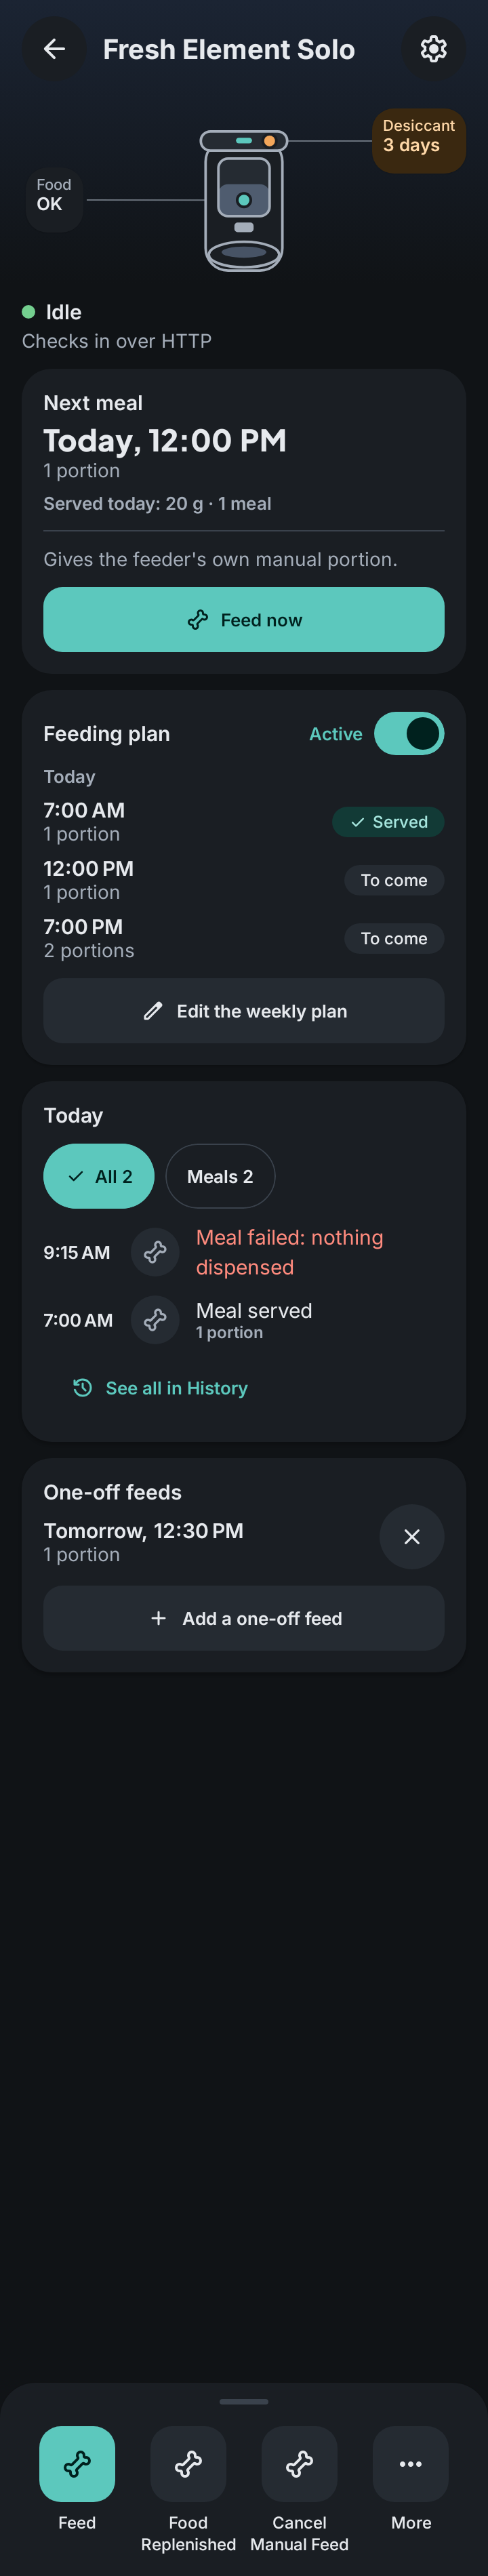 Fresh Element Solo
Desiccant
3 days
Food
OK
Idle
Checks in over HTTP
Next meal
Today, 12:00 PM
1 portion
Served today: 20 g · 1 meal
Gives the feeder's own manual portion.
Feed now
Feeding plan
Active
Today
7:00 AM
1 portion
Served
12:00 PM
1 portion
To come
7:00 PM
2 portions
To come
Edit the weekly plan
Today
All 2
Meals 2
9:15 AM
Meal failed: nothing
dispensed
7:00 AM
Meal served
1 portion
See all in History
One-off feeds
Tomorrow, 12:30 PM
1 portion
Add a one-off feed
Feed
Food
Replenished
Cancel
Manual Feed
More